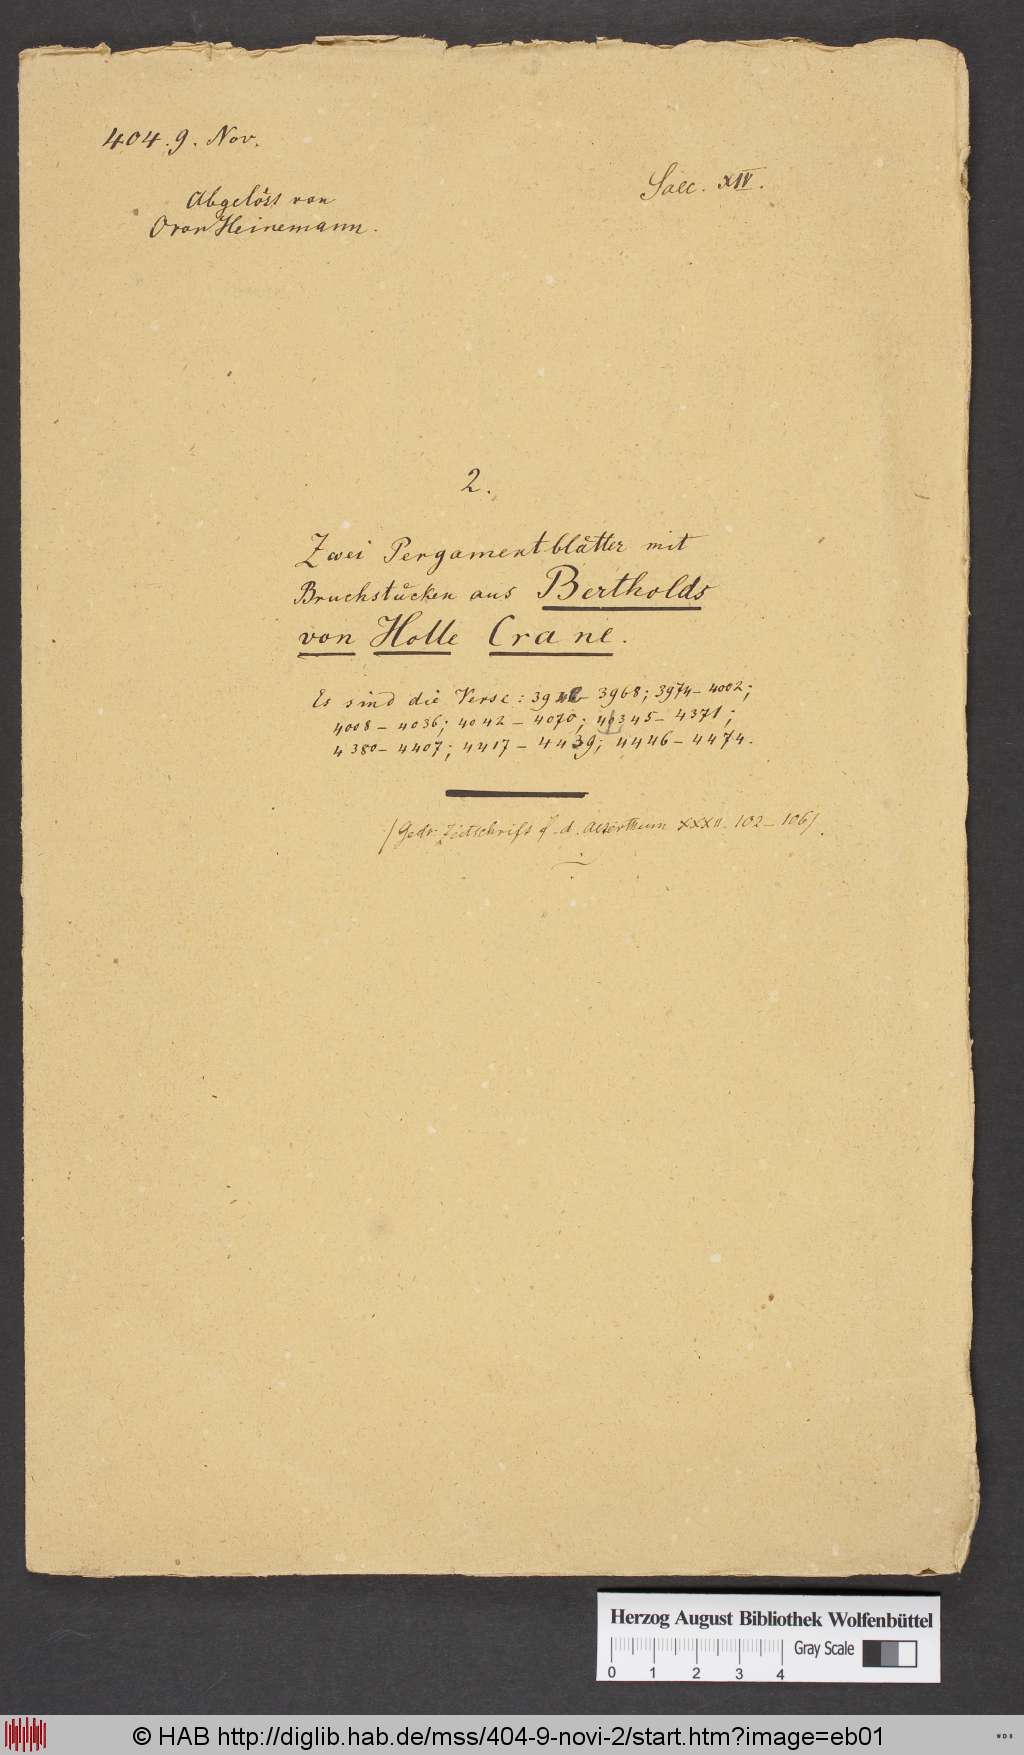 404.9. Nov.
Saec. XIV.
Abgelöst von
O von Heinemann.
2.
Zwei Pergamentblätter mit
Bruchstücken aus Bertholds
von Holle Crane.
Es sind die Verse: 3968; 3974-4002;
4008-4036; 4042-4070; 4345-4371;
4380-4407; 4417-4439; 4446-4474.
(Gedr. Zeitschrift f. d. Alterthum XXXII. 102-106)
Herzog August Bibliothek Wolfenbüttel
Gray Scale
0 1 2 3 4
© HAB http://diglib.hab.de/mss/404-9-novi-2/start.htm?image=eb01